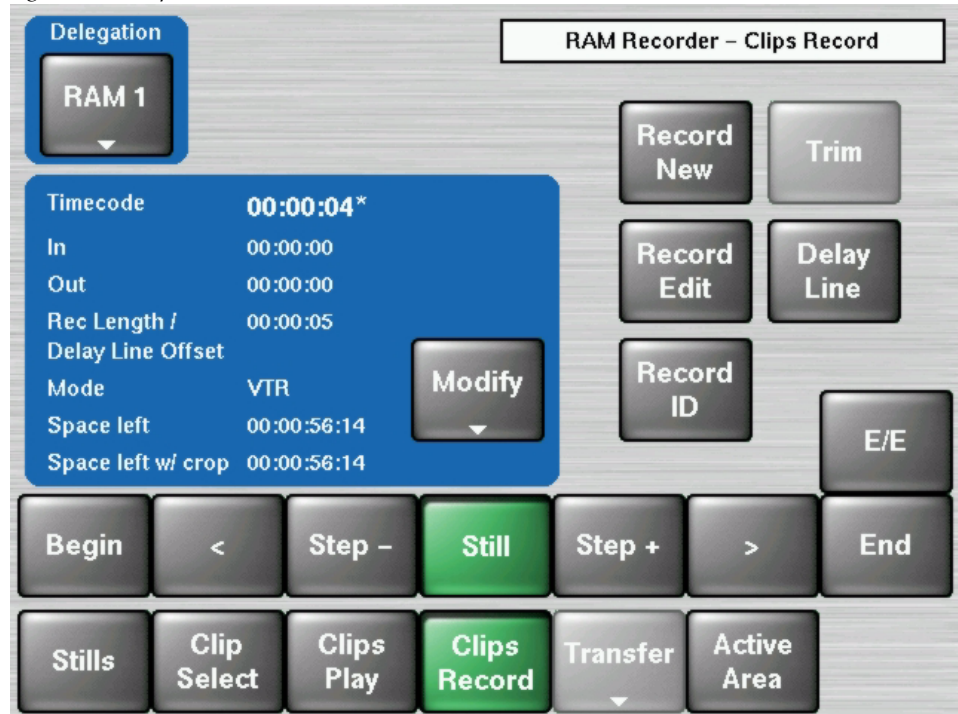 Delegation
RAM Recorder – Clips Record
RAM 1
Record
New
Trim
Timecode 00:00:04*
In 00:00:00
Out 00:00:00
Rec Length / 00:00:05
Delay Line Offset
Mode VTR
Space left 00:00:56:14
Space left w/ crop 00:00:56:14
Modify
Record
Edit
Delay
Line
Record
ID
E/E
Begin
<
Step –
Still
Step +
>
End
Stills
Clip
Select
Clips
Play
Clips
Record
Transfer
Active
Area